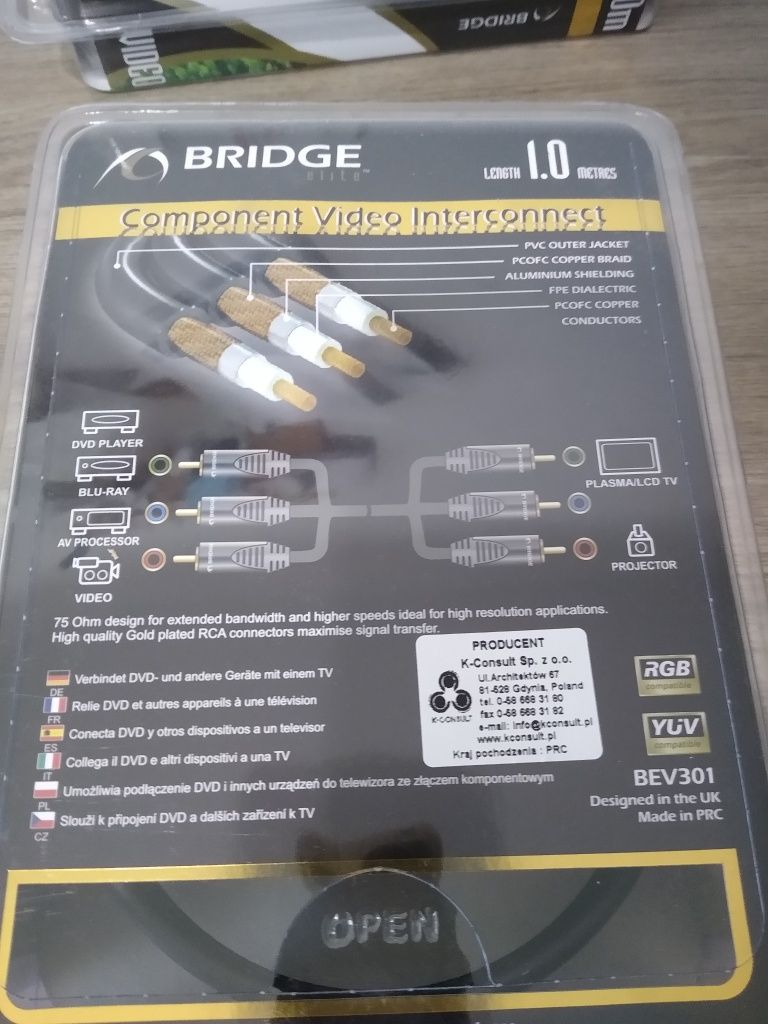 VIDEO
BRIDGE
0m
BRIDGE
elite™
LENGTH 1.0 METRES
Component Video Interconnect
PVC OUTER JACKET
PCOFC COPPER BRAID
ALUMINIUM SHIELDING
FPE DIALECTRIC
PCOFC COPPER
CONDUCTORS
DVD PLAYER
BLU-RAY
AV PROCESSOR
VIDEO
PLASMA/LCD TV
PROJECTOR
75 Ohm design for extended bandwidth and higher speeds ideal for high resolution applications.
High quality Gold plated RCA connectors maximise signal transfer.
DE Verbindet DVD- und andere Geräte mit einem TV
FR Relie DVD et autres appareils à une télévision
ES Conecta DVD y otros dispositivos a un televisor
IT Collega il DVD e altri dispositivi a una TV
PL Umożliwia podłączenie DVD i innych urządzeń do telewizora ze złączem komponentowym
CZ Slouží k připojení DVD a dalších zařízení k TV
PRODUCENT
K-Consult Sp. z o.o.
Ul.Architektów 67
81-528 Gdynia, Poland
tel. 0-58 668 31 80
fax 0-58 668 31 82
e-mail: info@kconsult.pl
www.kconsult.pl
Kraj pochodzenia : PRC
K-CONSULT
RGB
compatible
YUV
compatible
BEV301
Designed in the UK
Made in PRC
OPEN